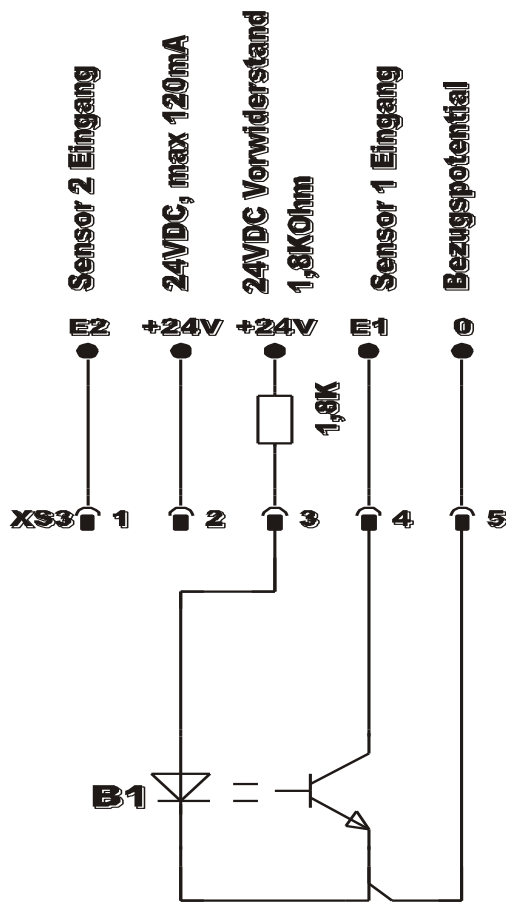 Sensor 2 Eingang
24VDC, max 120mA
24VDC Vorwiderstand
1,8KOhm
Sensor 1 Eingang
Bezugspotential
E2 +24V +24V E1 0
1,8K
XS3 1 2 3 4 5
B1